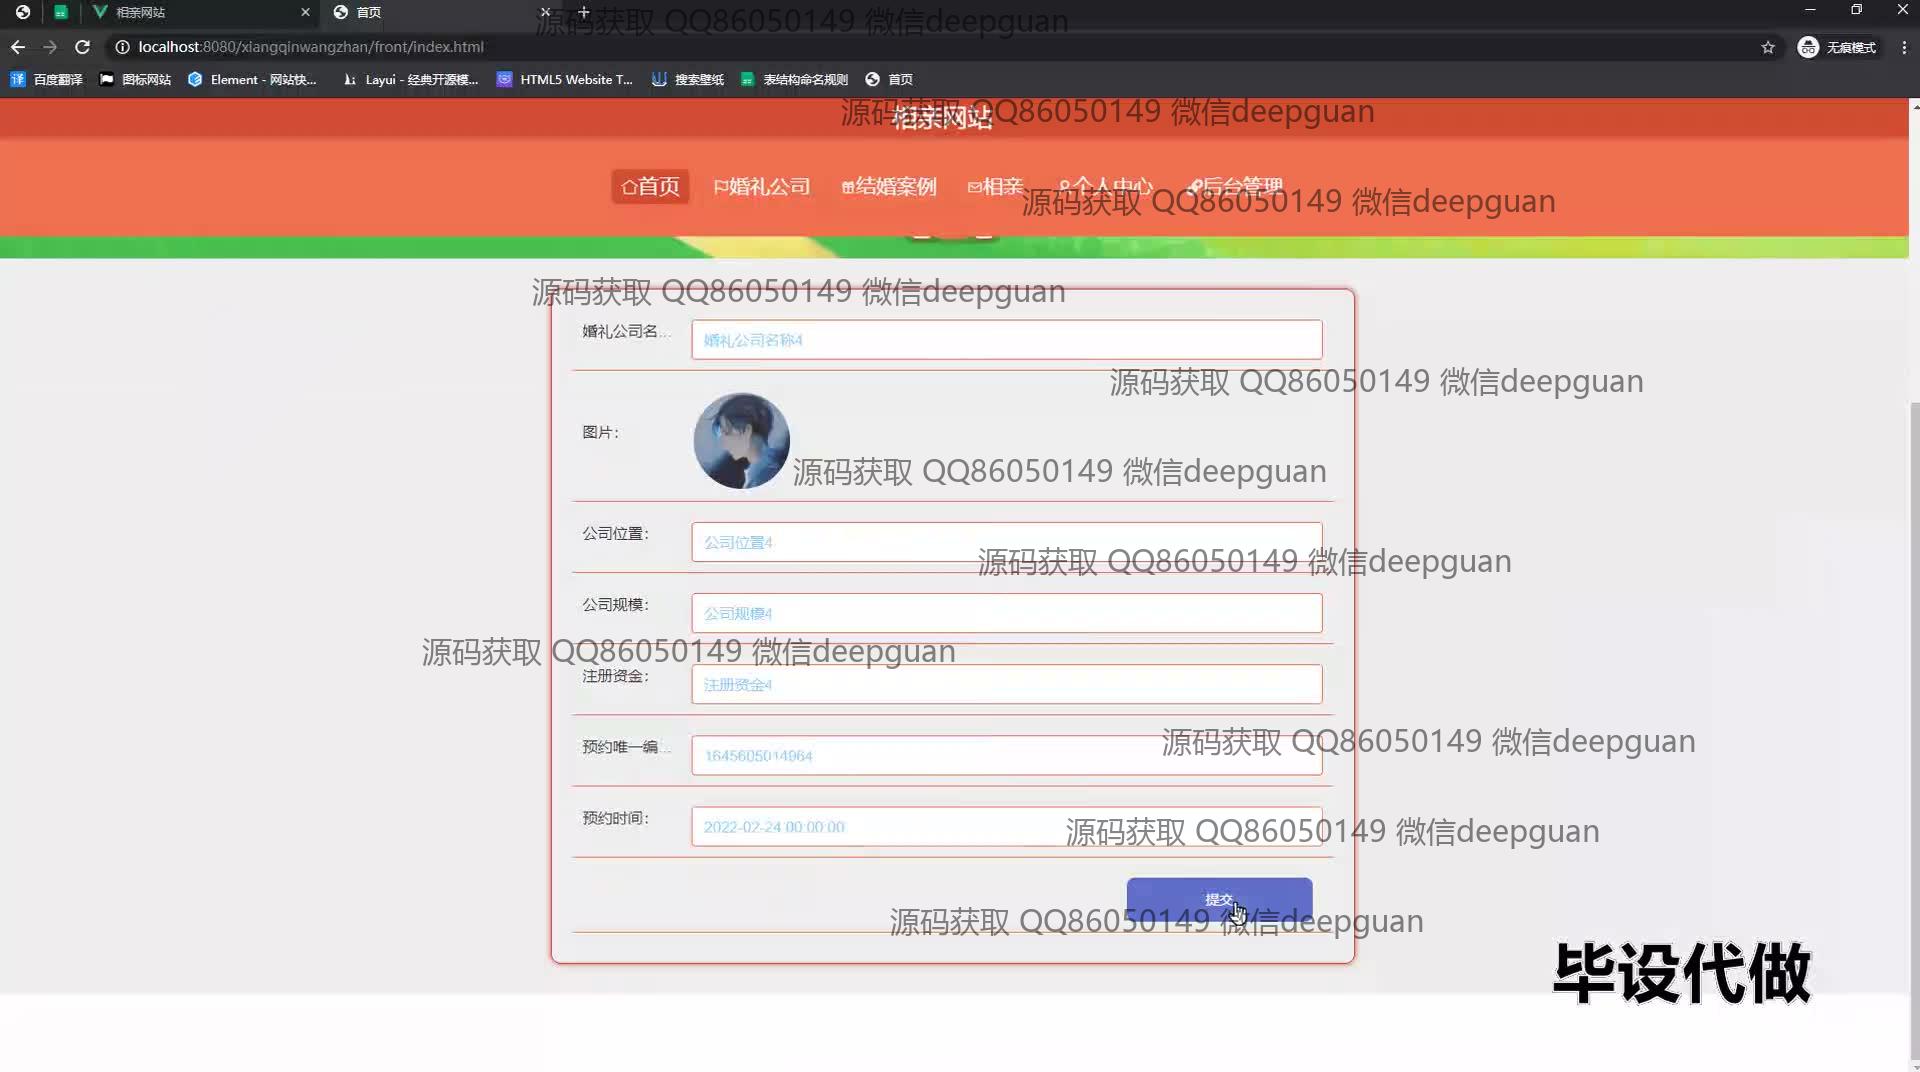 相亲网站
首页
源码获取 QQ86050149 微信deepguan
localhost:8080/xiangqinwangzhan/front/index.html
无痕模式
百度翻译
图标网站
Element - 网站快...
Layui - 经典开源模...
HTML5 Website T...
搜索壁纸
表结构命名规则
首页
源码获取 QQ86050149 微信deepguan
相亲网站
首页
婚礼公司
结婚案例
相亲
个人中心
后台管理
源码获取 QQ86050149 微信deepguan
源码获取 QQ86050149 微信deepguan
婚礼公司名...
婚礼公司名称4
源码获取 QQ86050149 微信deepguan
图片:
源码获取 QQ86050149 微信deepguan
公司位置:
公司位置4
源码获取 QQ86050149 微信deepguan
公司规模:
公司规模4
源码获取 QQ86050149 微信deepguan
注册资金:
注册资金4
预约唯一编...
1645605014964
源码获取 QQ86050149 微信deepguan
预约时间:
2022-02-24 00:00:00
源码获取 QQ86050149 微信deepguan
提交
源码获取 QQ86050149 微信deepguan
毕设代做